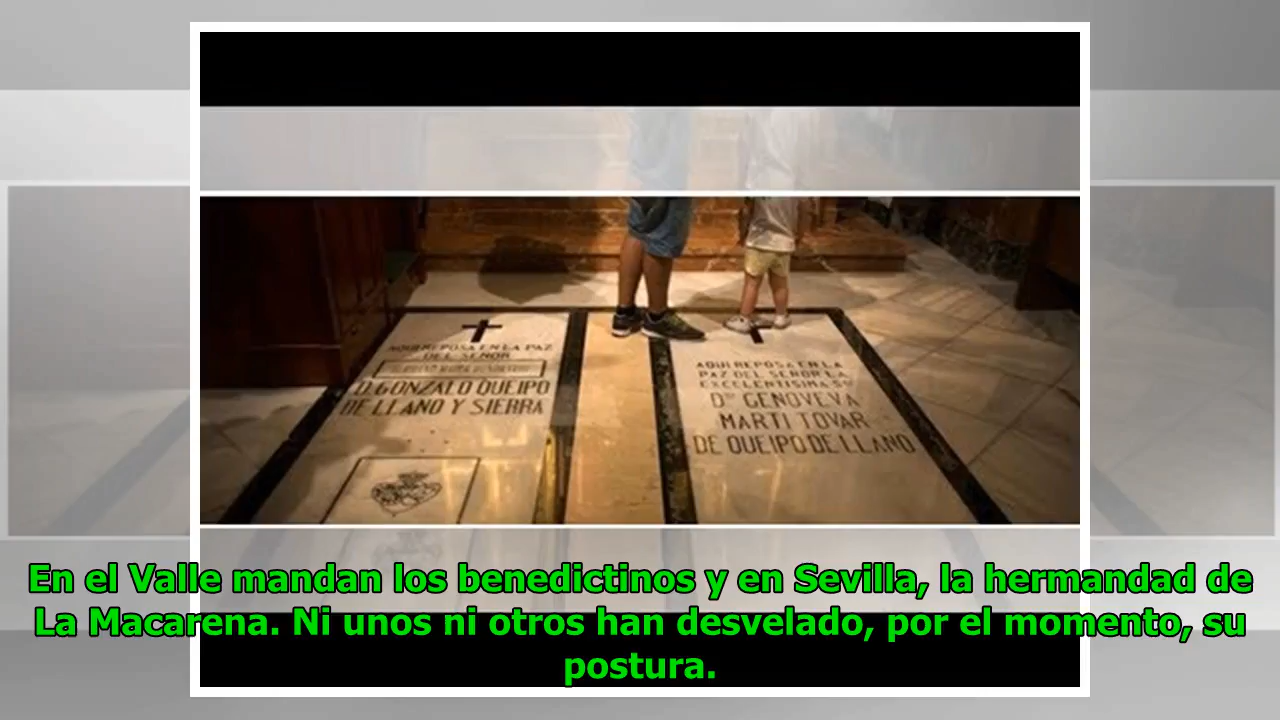 AQUI REPOSA EN LA PAZ
DEL SEÑOR
D. GONZALO QUEIPO
DE LLANO Y SIERRA
AQUI REPOSA EN LA
PAZ DEL SEÑOR LA
EXCELENTISIMA SRA
Dª GENOVEVA
MARTI TOVAR
DE QUEIPO DE LLANO
En el Valle mandan los benedictinos y en Sevilla, la hermandad de
La Macarena. Ni unos ni otros han desvelado, por el momento, su
postura.